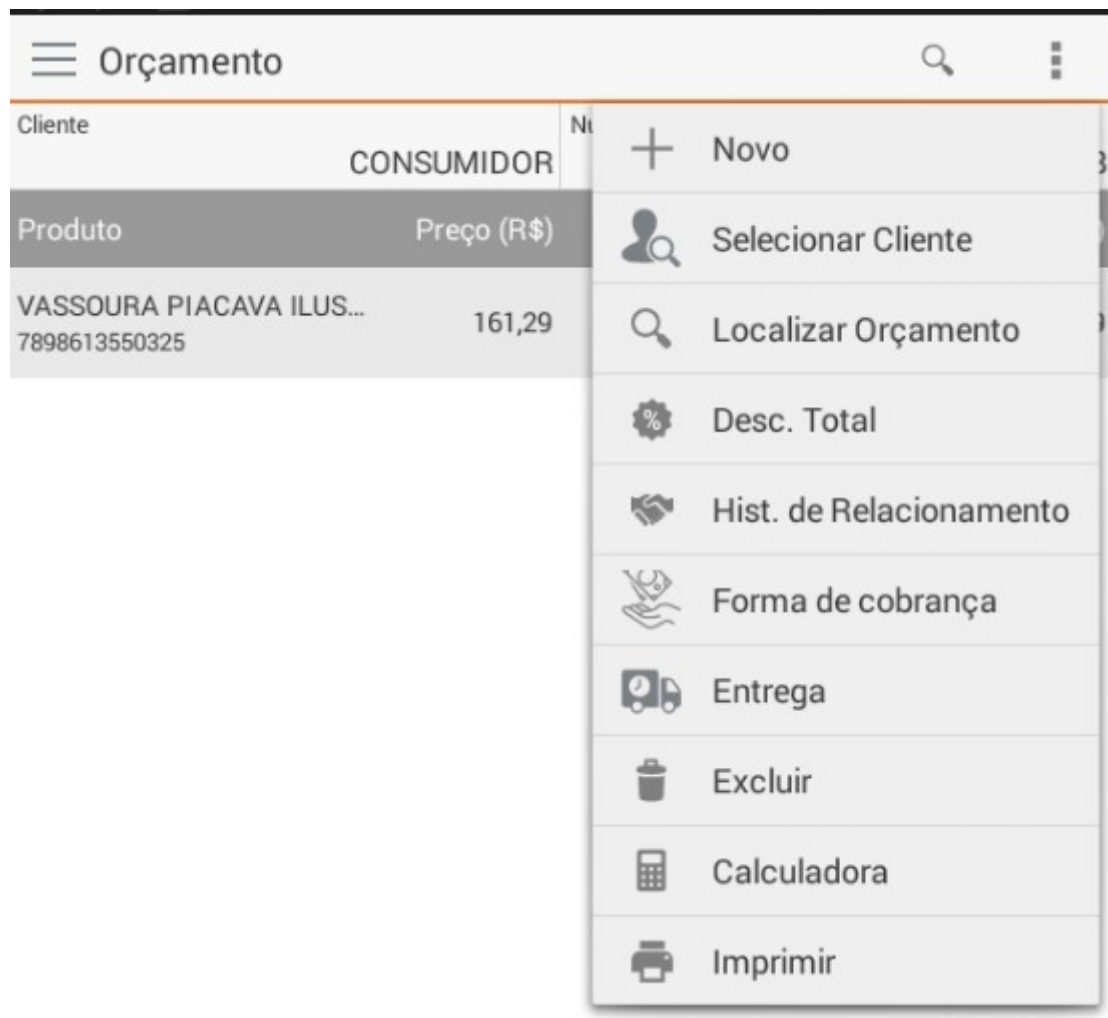 Orçamento
Cliente
CONSUMIDOR
Produto Preço (R$)
VASSOURA PIACAVA ILUS... 161,29
7898613550325
Novo
Selecionar Cliente
Localizar Orçamento
% Desc. Total
Hist. de Relacionamento
Forma de cobrança
Entrega
Excluir
Calculadora
Imprimir